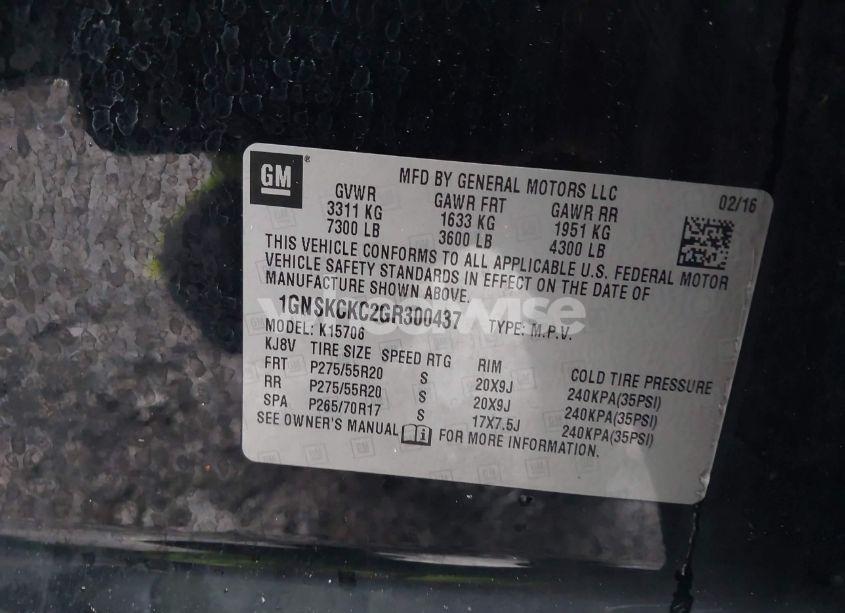 GM®
MFD BY GENERAL MOTORS LLC
02/16
GVWR GAWR FRT GAWR RR
3311 KG 1633 KG 1951 KG
7300 LB 3600 LB 4300 LB
THIS VEHICLE CONFORMS TO ALL APPLICABLE U.S. FEDERAL MOTOR
VEHICLE SAFETY STANDARDS IN EFFECT ON THE DATE OF
MANUFACTURE SHOWN ABOVE.
1GNSKCKC2GR300437 TYPE: M.P.V.
MODEL: K15706
KJ8V TIRE SIZE SPEED RTG RIM COLD TIRE PRESSURE
FRT P275/55R20 S 20X9J 240KPA(35PSI)
RR P275/55R20 S 20X9J 240KPA(35PSI)
SPA P265/70R17 S 17X7.5J 240KPA(35PSI)
SEE OWNER'S MANUAL FOR MORE INFORMATION.